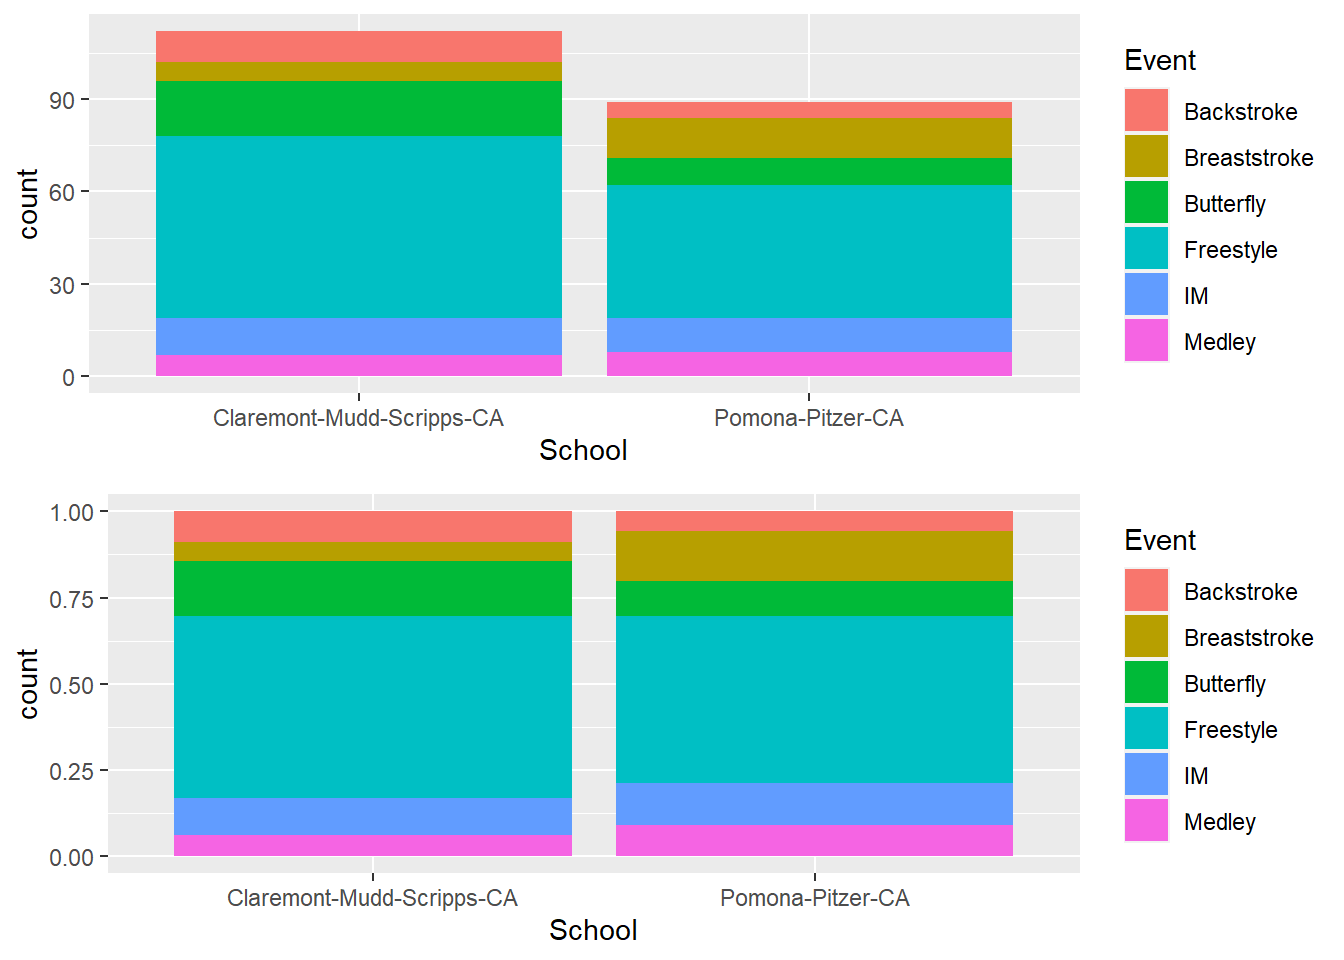 90
60
30
0
count
Claremont-Mudd-Scripps-CA
Pomona-Pitzer-CA
School
Event
Backstroke
Breaststroke
Butterfly
Freestyle
IM
Medley
1.00
0.75
0.50
0.25
0.00
count
Claremont-Mudd-Scripps-CA
Pomona-Pitzer-CA
School
Event
Backstroke
Breaststroke
Butterfly
Freestyle
IM
Medley